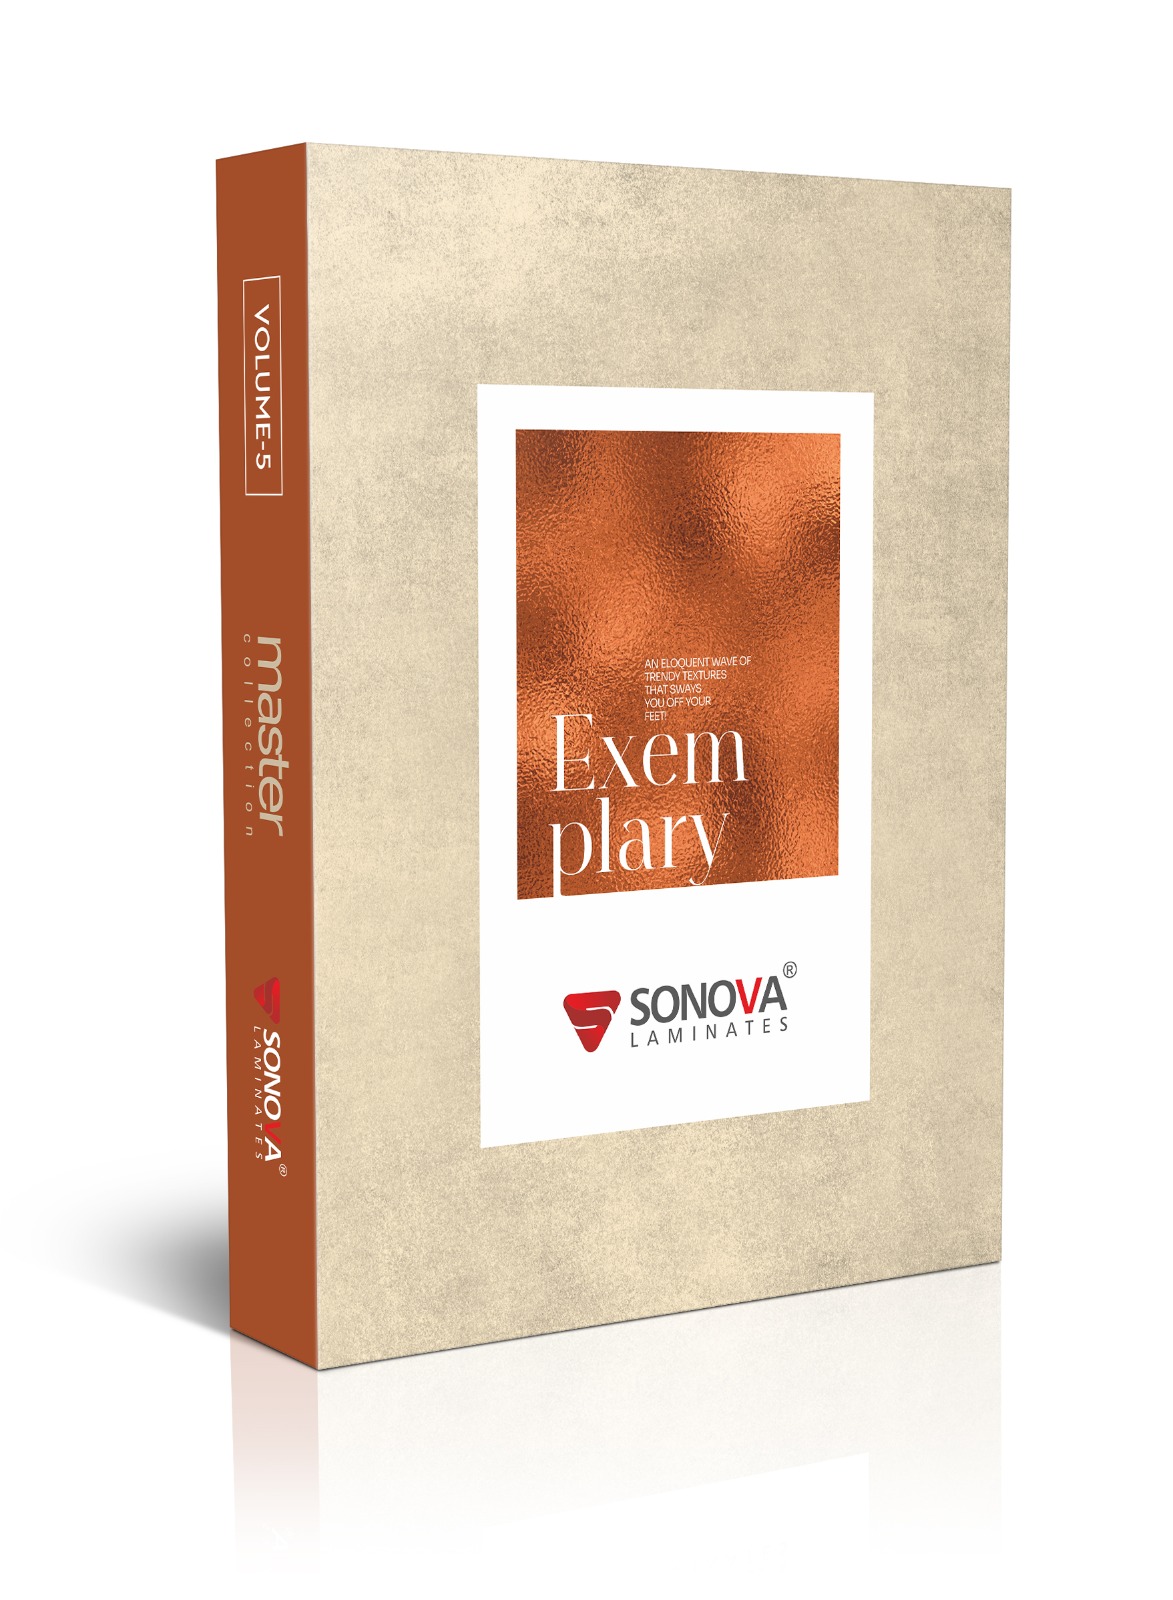 VOLUME-5
master
collection
SONOVA®
LAMINATES
AN ELOQUENT WAVE OF
TRENDY TEXTURES
THAT SWAYS
YOU OFF YOUR
FEET!
Exem
plary
SONOVA®
LAMINATES